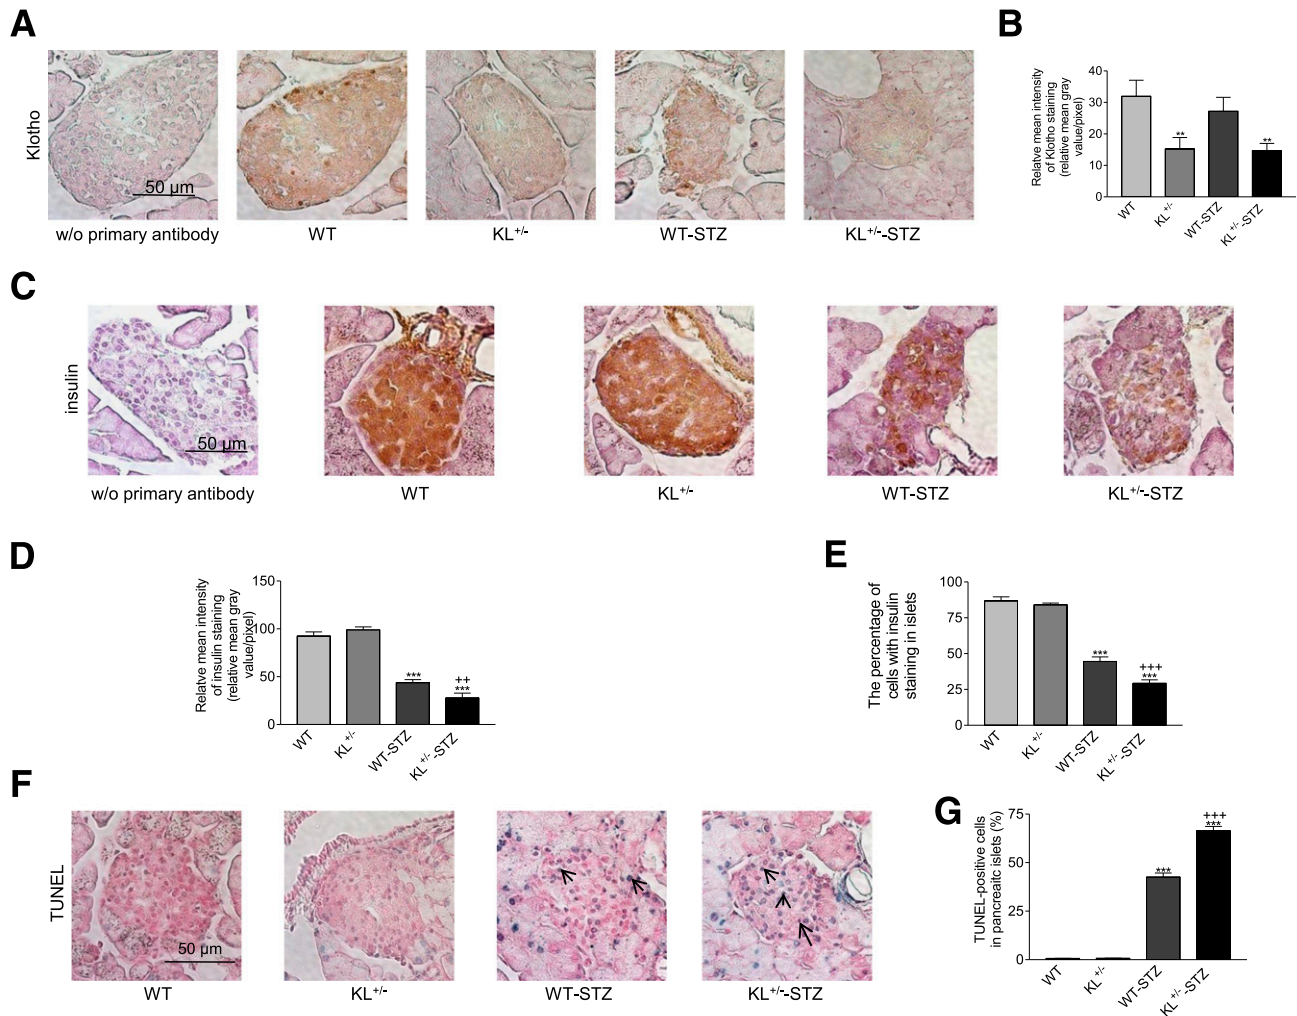 A
Klotho
50 µm
w/o primary antibody
WT
KL+/-
WT-STZ
KL+/--STZ
B
Relatve mean intensity
of Klotho staining
(relative mean gray
value/pixel)
40
30
20
10
0
**
**
WT
KL+/-
WT-STZ
KL+/--STZ
C
insulin
50 µm
w/o primary antibody
WT
KL+/-
WT-STZ
KL+/--STZ
D
Relatve mean intensity
of insulin staining
(relative mean gray
value/pixel)
150
100
50
0
***
++
***
WT
KL+/-
WT-STZ
KL+/--STZ
E
The percentage of
cells with insulin
staining in islets
100
75
50
25
0
***
+++
***
WT
KL+/-
WT-STZ
KL+/--STZ
F
TUNEL
50 µm
WT
KL+/-
WT-STZ
KL+/--STZ
G
TUNEL-positive cells
in pancreaitc islets (%)
75
50
25
0
***
+++
***
WT
KL+/-
WT-STZ
KL+/--STZ